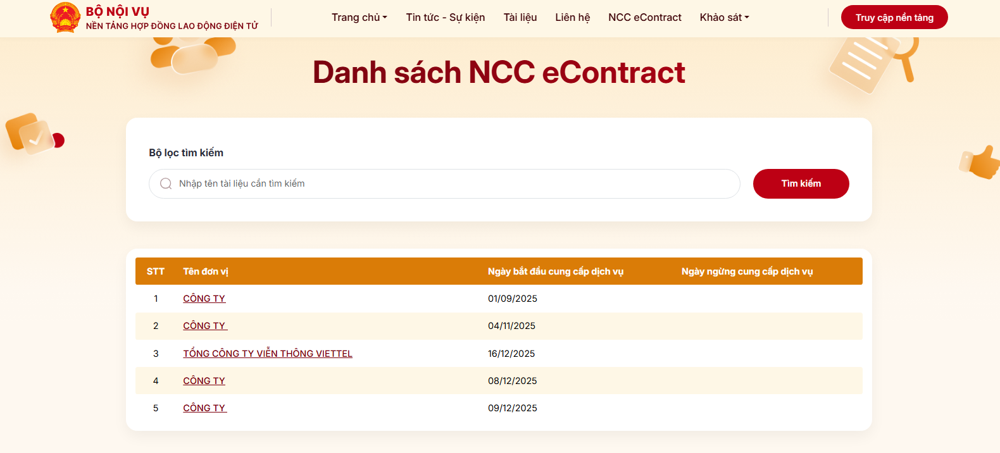 BỘ NỘI VỤ
NỀN TẢNG HỢP ĐỒNG LAO ĐỘNG ĐIỆN TỬ
Trang chủ Tin tức - Sự kiện Tài liệu Liên hệ NCC eContract Khảo sát Truy cập nền tảng
Danh sách NCC eContract
Bộ lọc tìm kiếm
Nhập tên tài liệu cần tìm kiếm Tìm kiếm
STT Tên đơn vị Ngày bắt đầu cung cấp dịch vụ Ngày ngừng cung cấp dịch vụ
1 CÔNG TY 01/09/2025
2 CÔNG TY 04/11/2025
3 TỔNG CÔNG TY VIỄN THÔNG VIETTEL 16/12/2025
4 CÔNG TY 08/12/2025
5 CÔNG TY 09/12/2025